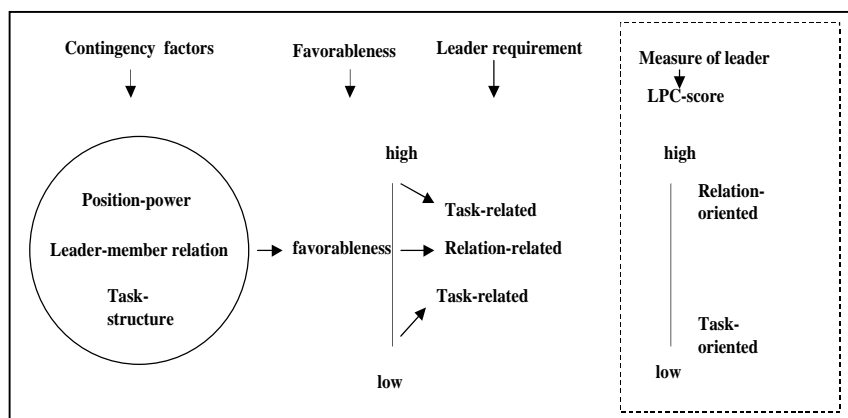 Contingency factors
Favorableness
Leader requirement
Measure of leader
LPC-score
high
high
Position-power
Leader-member relation
Task-
structure
favorableness
Task-related
Relation-related
Task-related
low
Relation-
oriented
Task-
oriented
low